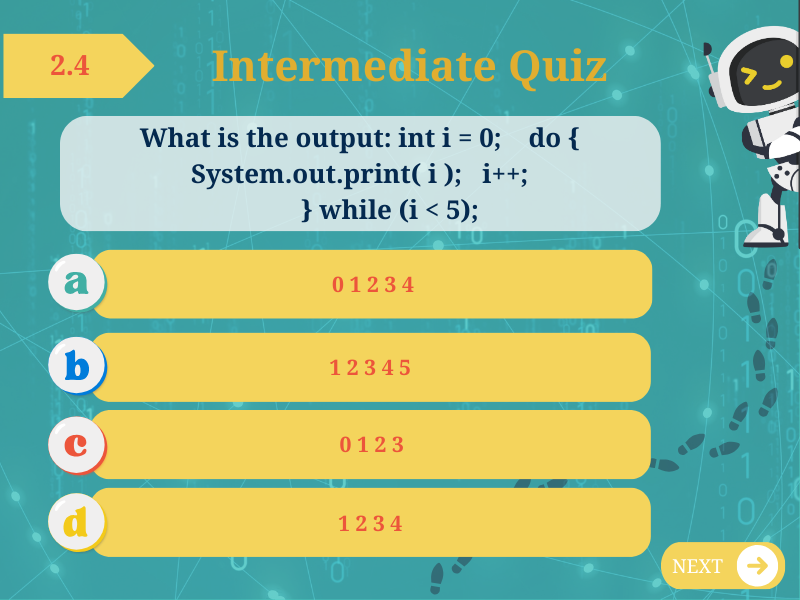 2.4
Intermediate Quiz
What is the output: int i = 0; do {
System.out.print( i ); i++;
} while (i < 5);
a
0 1 2 3 4
b
1 2 3 4 5
c
0 1 2 3
d
1 2 3 4
NEXT